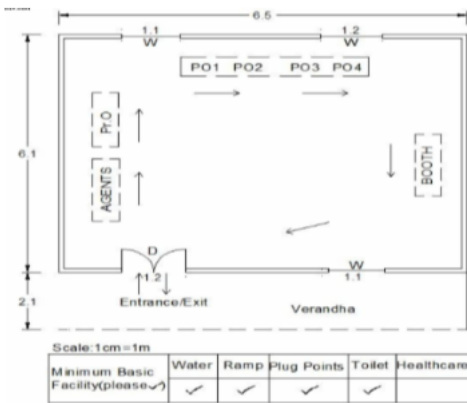 6.5
1.1 1.2
W W
PO1 PO2 PO3 PO4
6.1
Pr.O
AGENTS
BOOTH
D W
1.2 1.1
2.1
Entrance/Exit
Verandha
Scale:1cm=1m
Minimum Basic Facility(please✓) Water Ramp Plug Points Toilet Healthcare
✓ ✓ ✓ ✓